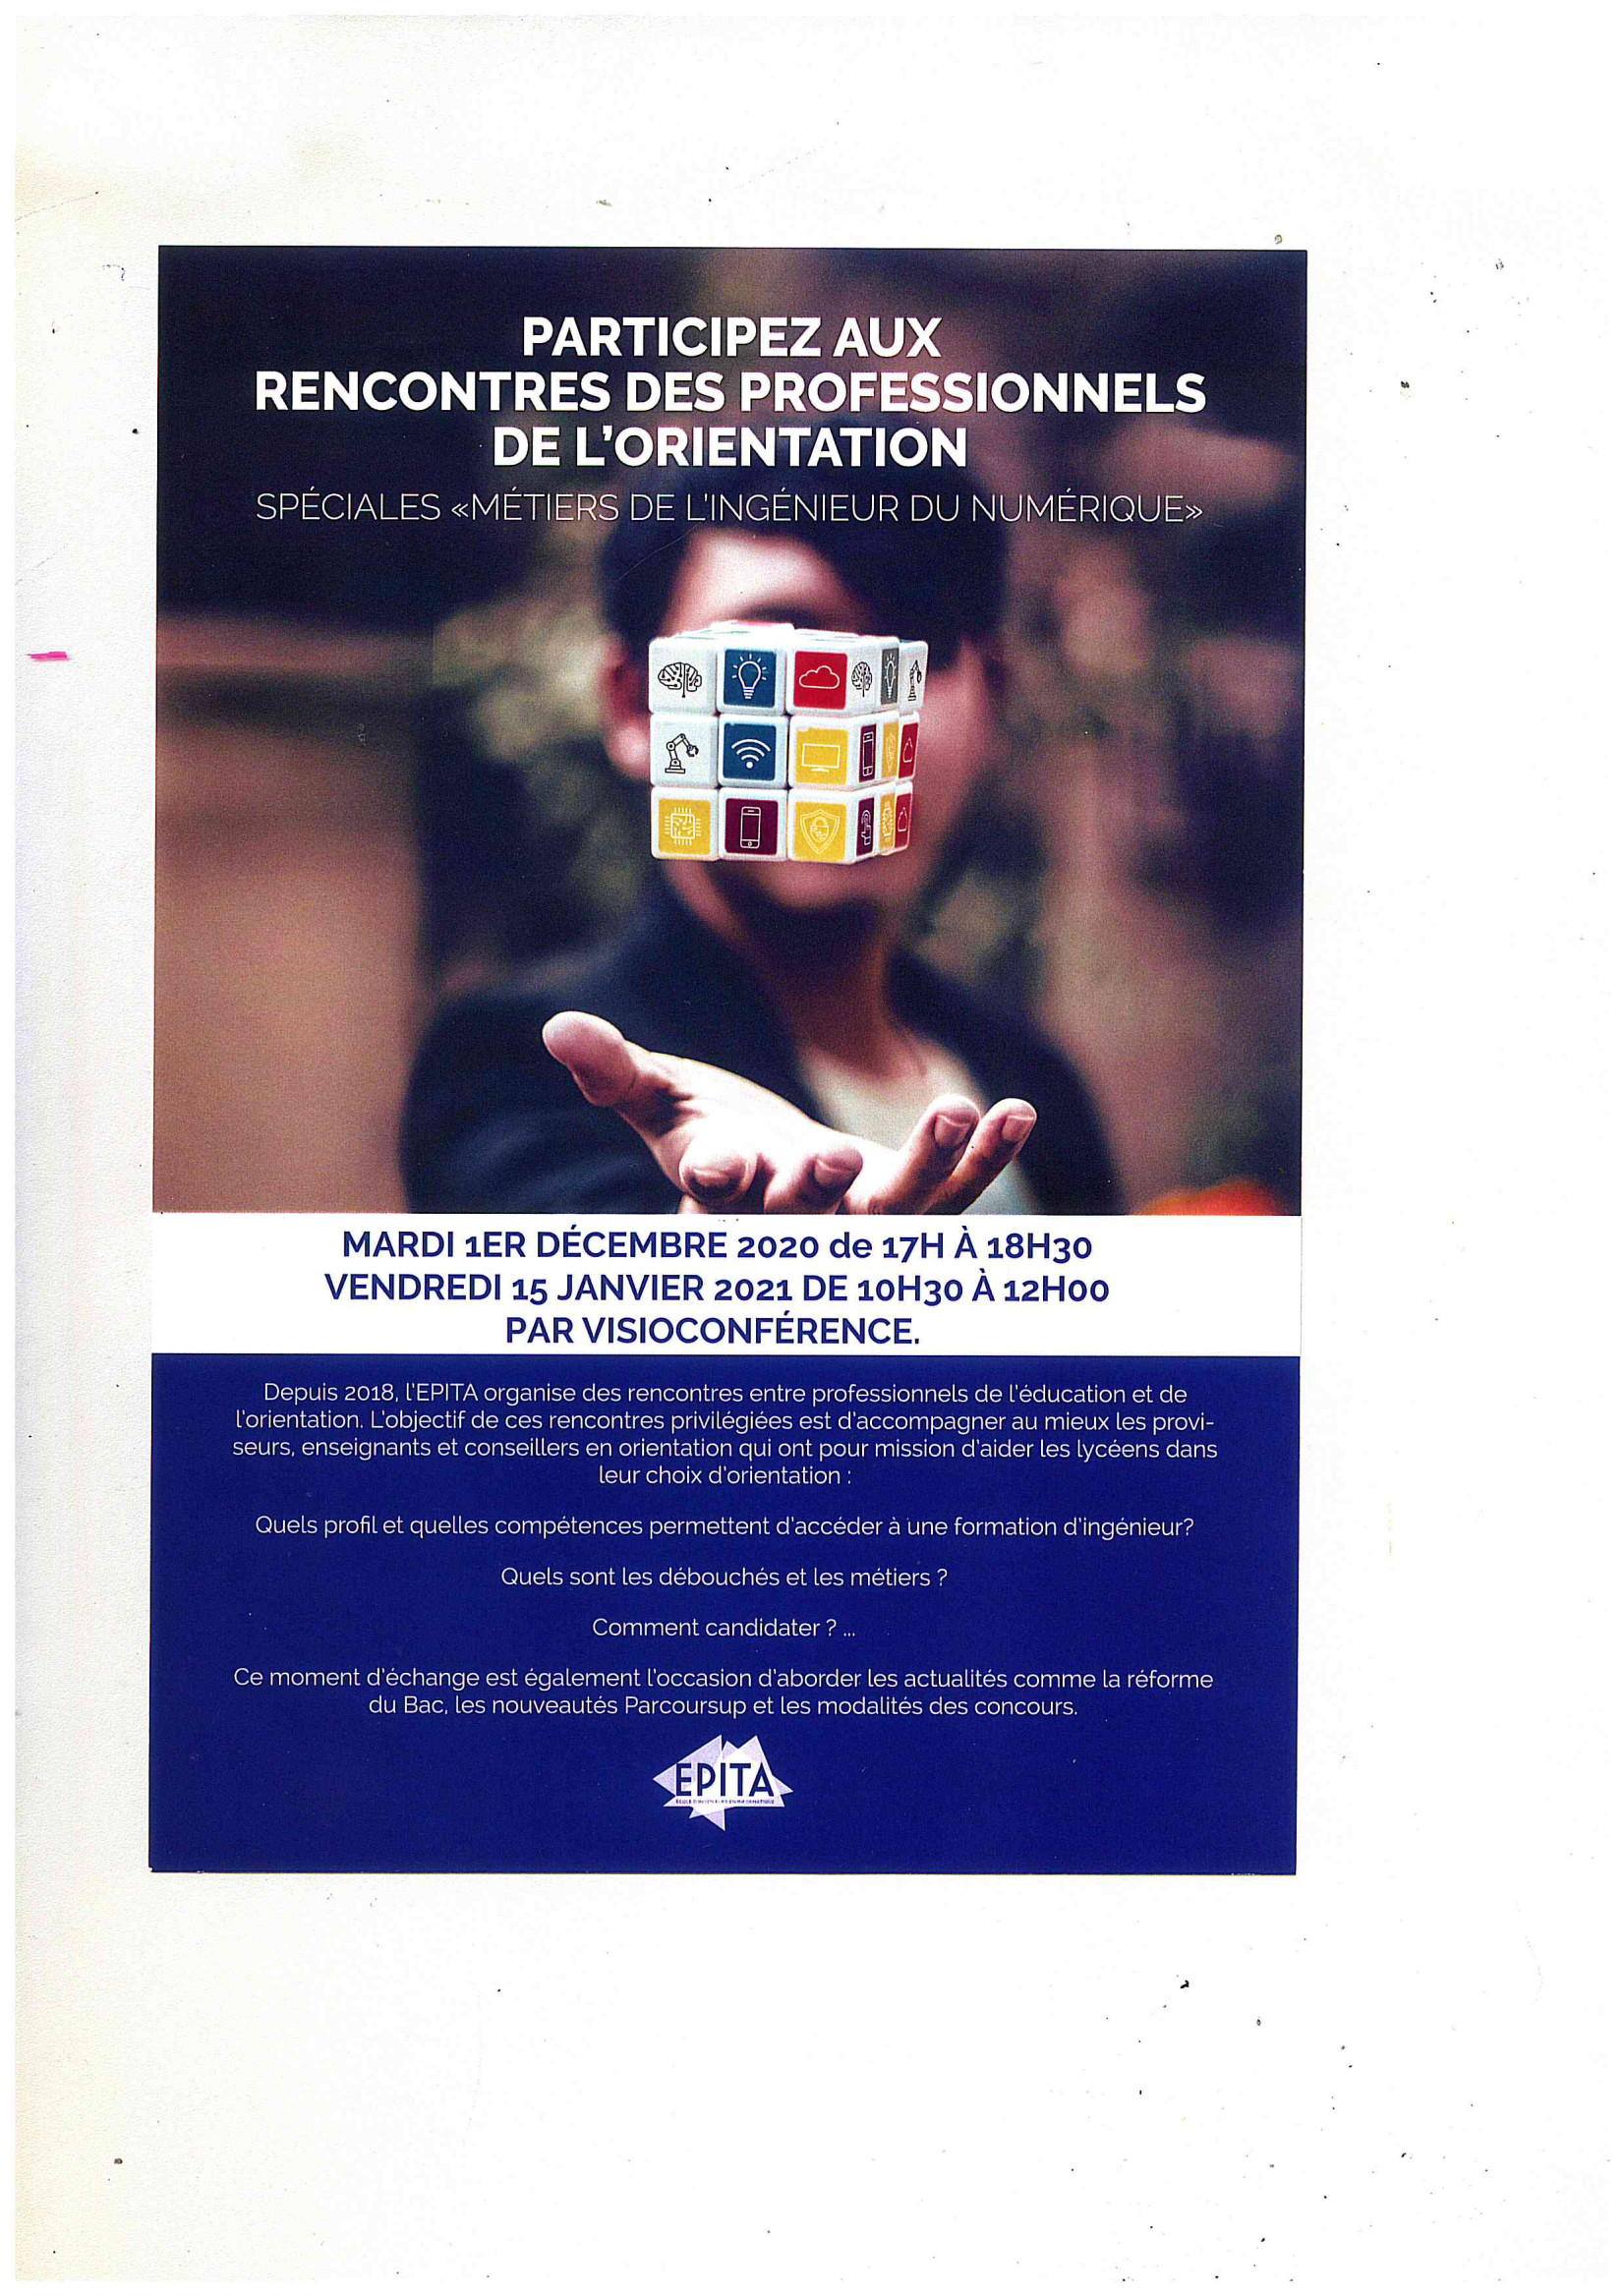 PARTICIPEZ AUX
RENCONTRES DES PROFESSIONNELS
DE L'ORIENTATION
SPÉCIALES «MÉTIERS DE L'INGÉNIEUR DU NUMÉRIQUE»
MARDI 1ER DÉCEMBRE 2020 de 17H À 18H30
VENDREDI 15 JANVIER 2021 DE 10H30 À 12H00
PAR VISIOCONFÉRENCE.
Depuis 2018, l'EPITA organise des rencontres entre professionnels de l'éducation et de
l'orientation. L'objectif de ces rencontres privilégiées est d'accompagner au mieux les provi-
seurs, enseignants et conseillers en orientation qui ont pour mission d'aider les lycéens dans
leur choix d'orientation :
Quels profil et quelles compétences permettent d'accéder à une formation d'ingénieur?
Quels sont les débouchés et les métiers ?
Comment candidater ? ...
Ce moment d'échange est également l'occasion d'aborder les actualités comme la réforme
du Bac, les nouveautés Parcoursup et les modalités des concours.
EPITA